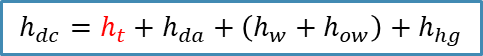 h_dc = h_t + h_da + (h_w + h_ow) + h_hg